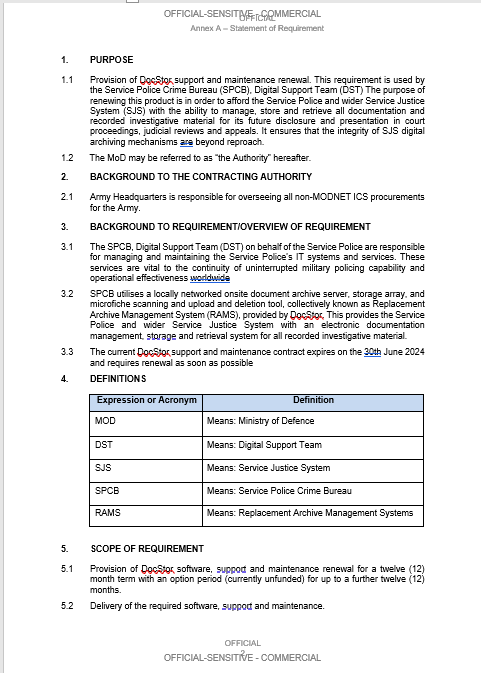 OFFICIAL-SENSITIVE - COMMERCIAL
OFFICIAL
Annex A – Statement of Requirement
1. PURPOSE
1.1 Provision of DocStor support and maintenance renewal. This requirement is used by
the Service Police Crime Bureau (SPCB), Digital Support Team (DST) The purpose of
renewing this product is in order to afford the Service Police and wider Service Justice
System (SJS) with the ability to manage, store and retrieve all documentation and
recorded investigative material for its future disclosure and presentation in court
proceedings, judicial reviews and appeals. It ensures that the integrity of SJS digital
archiving mechanisms are beyond reproach.
1.2 The MoD may be referred to as “the Authority” hereafter.
2. BACKGROUND TO THE CONTRACTING AUTHORITY
2.1 Army Headquarters is responsible for overseeing all non-MODNET ICS procurements
for the Army.
3. BACKGROUND TO REQUIREMENT/OVERVIEW OF REQUIREMENT
3.1 The SPCB, Digital Support Team (DST) on behalf of the Service Police are responsible
for managing and maintaining the Service Police's IT systems and services. These
services are vital to the continuity of uninterrupted military policing capability and
operational effectiveness worldwide
3.2 SPCB utilises a locally networked onsite document archive server, storage array, and
microfiche scanning and upload and deletion tool, collectively known as Replacement
Archive Management System (RAMS), provided by DocStor. This provides the Service
Police and wider Service Justice System with an electronic documentation
management, storage and retrieval system for all recorded investigative material.
3.3 The current DocStor support and maintenance contract expires on the 30th June 2024
and requires renewal as soon as possible
4. DEFINITIONS
Expression or Acronym Definition
MOD Means: Ministry of Defence
DST Means: Digital Support Team
SJS Means: Service Justice System
SPCB Means: Service Police Crime Bureau
RAMS Means: Replacement Archive Management Systems
5. SCOPE OF REQUIREMENT
5.1 Provision of DocStor software, support and maintenance renewal for a twelve (12)
month term with an option period (currently unfunded) for up to a further twelve (12)
months.
5.2 Delivery of the required software, support and maintenance.
OFFICIAL
2
OFFICIAL-SENSITIVE - COMMERCIAL